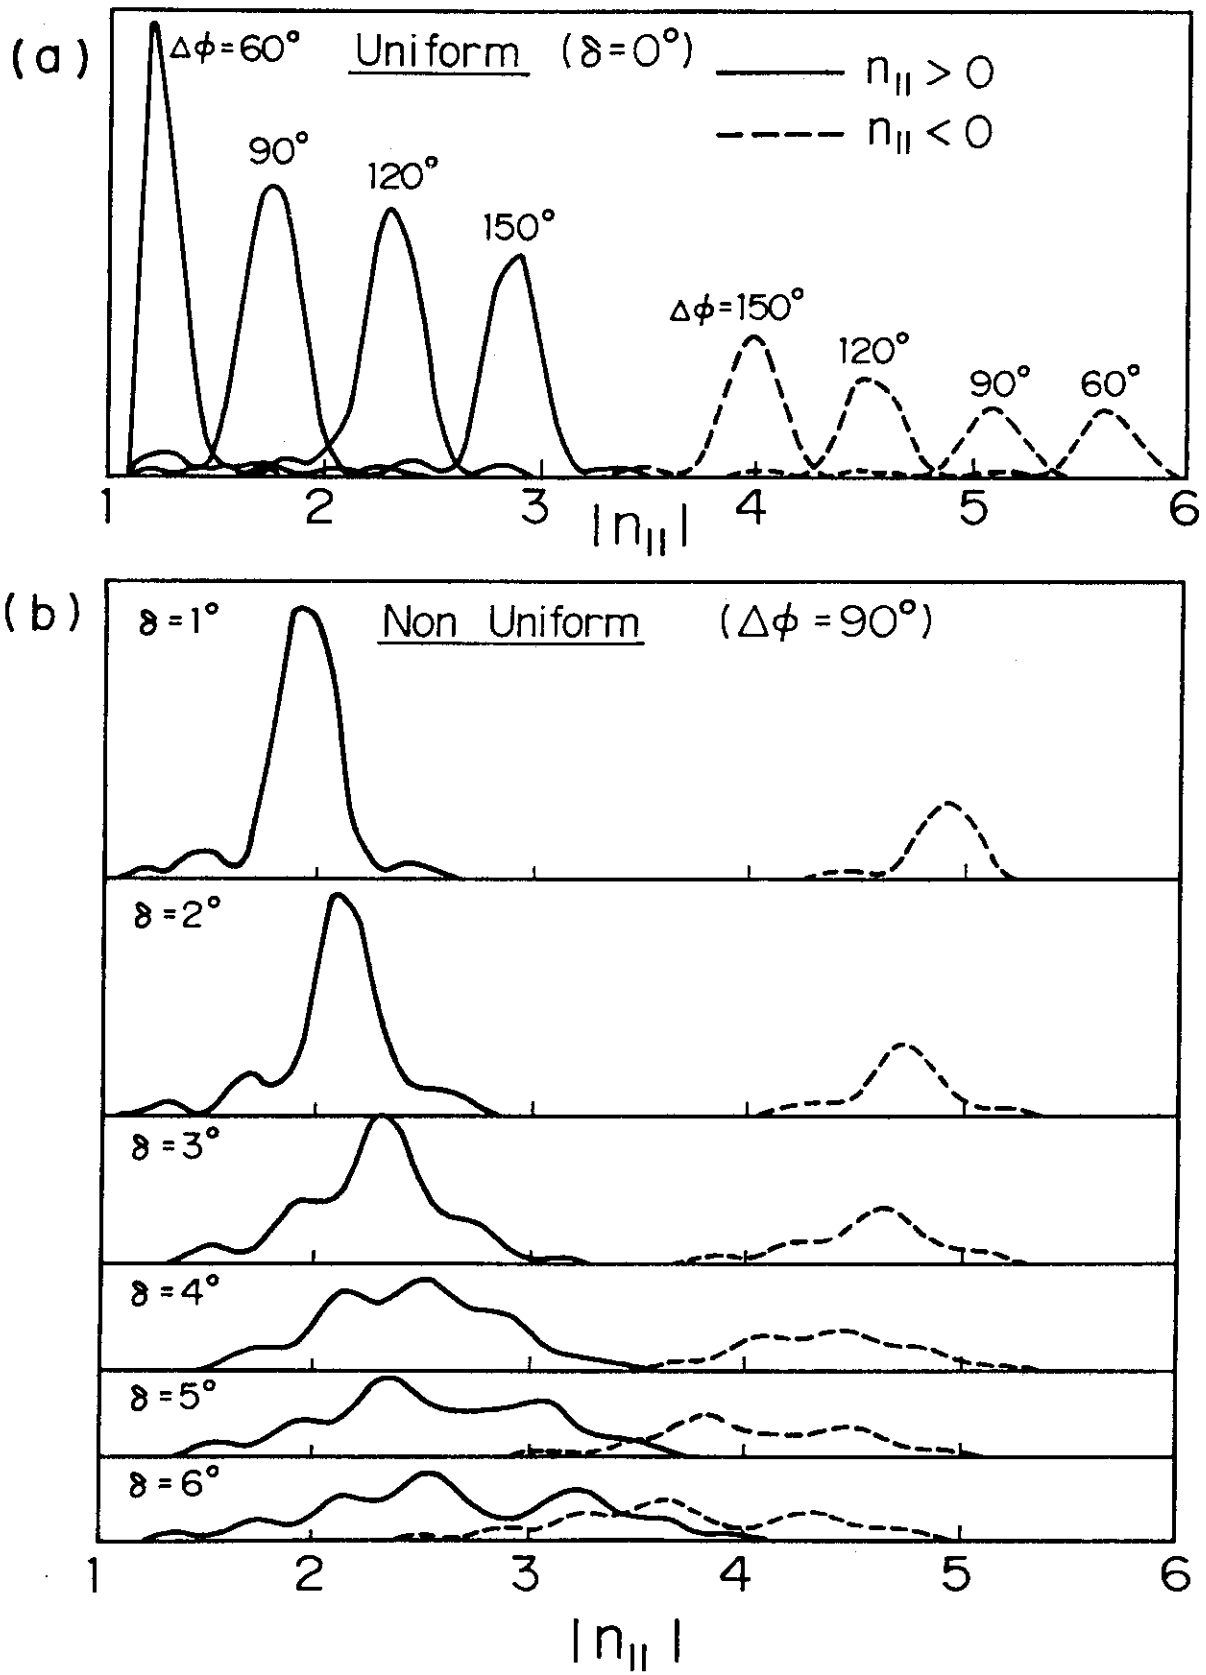 (a)
Δϕ=60° Uniform (δ=0°)
n|| > 0
n|| < 0
90°
120°
150°
Δϕ=150°
120°
90°
60°
1 2 3 4 5 6
|n|||
(b)
δ=1° Non Uniform (Δϕ=90°)
δ=2°
δ=3°
δ=4°
δ=5°
δ=6°
1 2 3 4 5 6
|n|||